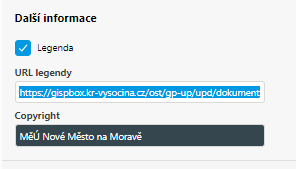 Další informace
Legenda
URL legendy
https://gispbox.kr-vysocina.cz/ost/gp-up/upd/dokument
Copyright
MěÚ Nové Město na Moravě